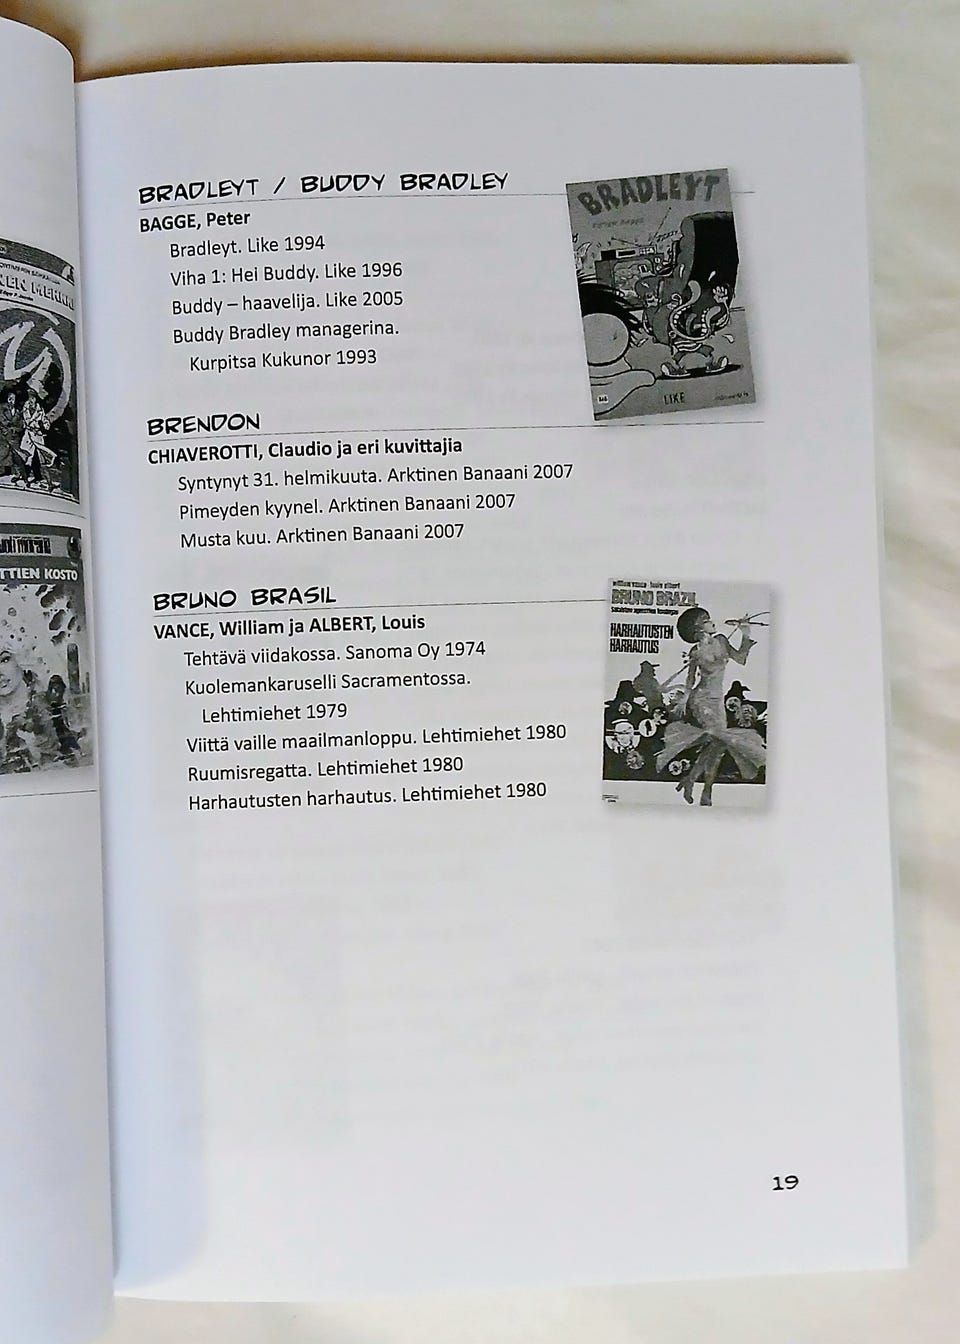 BRADLEYT / BUDDY BRADLEY
BAGGE, Peter
Bradleyt. Like 1994
Viha 1: Hei Buddy. Like 1996
Buddy – haavelija. Like 2005
Buddy Bradley managerina.
Kurpitsa Kukunor 1993
BRADLEYT
LIKE
BRENDON
CHIAVEROTTI, Claudio ja eri kuvittajia
Syntynyt 31. helmikuuta. Arktinen Banaani 2007
Pimeyden kyynel. Arktinen Banaani 2007
Musta kuu. Arktinen Banaani 2007
BRUNO BRASIL
VANCE, William ja ALBERT, Louis
Tehtävä viidakossa. Sanoma Oy 1974
Kuolemankaruselli Sacramentossa.
Lehtimiehet 1979
Viittä vaille maailmanloppu. Lehtimiehet 1980
Ruumisregatta. Lehtimiehet 1980
Harhautusten harhautus. Lehtimiehet 1980
BRUNO BRAZIL
HARHAUTUSTEN
HARHAUTUS
KOSTO
19